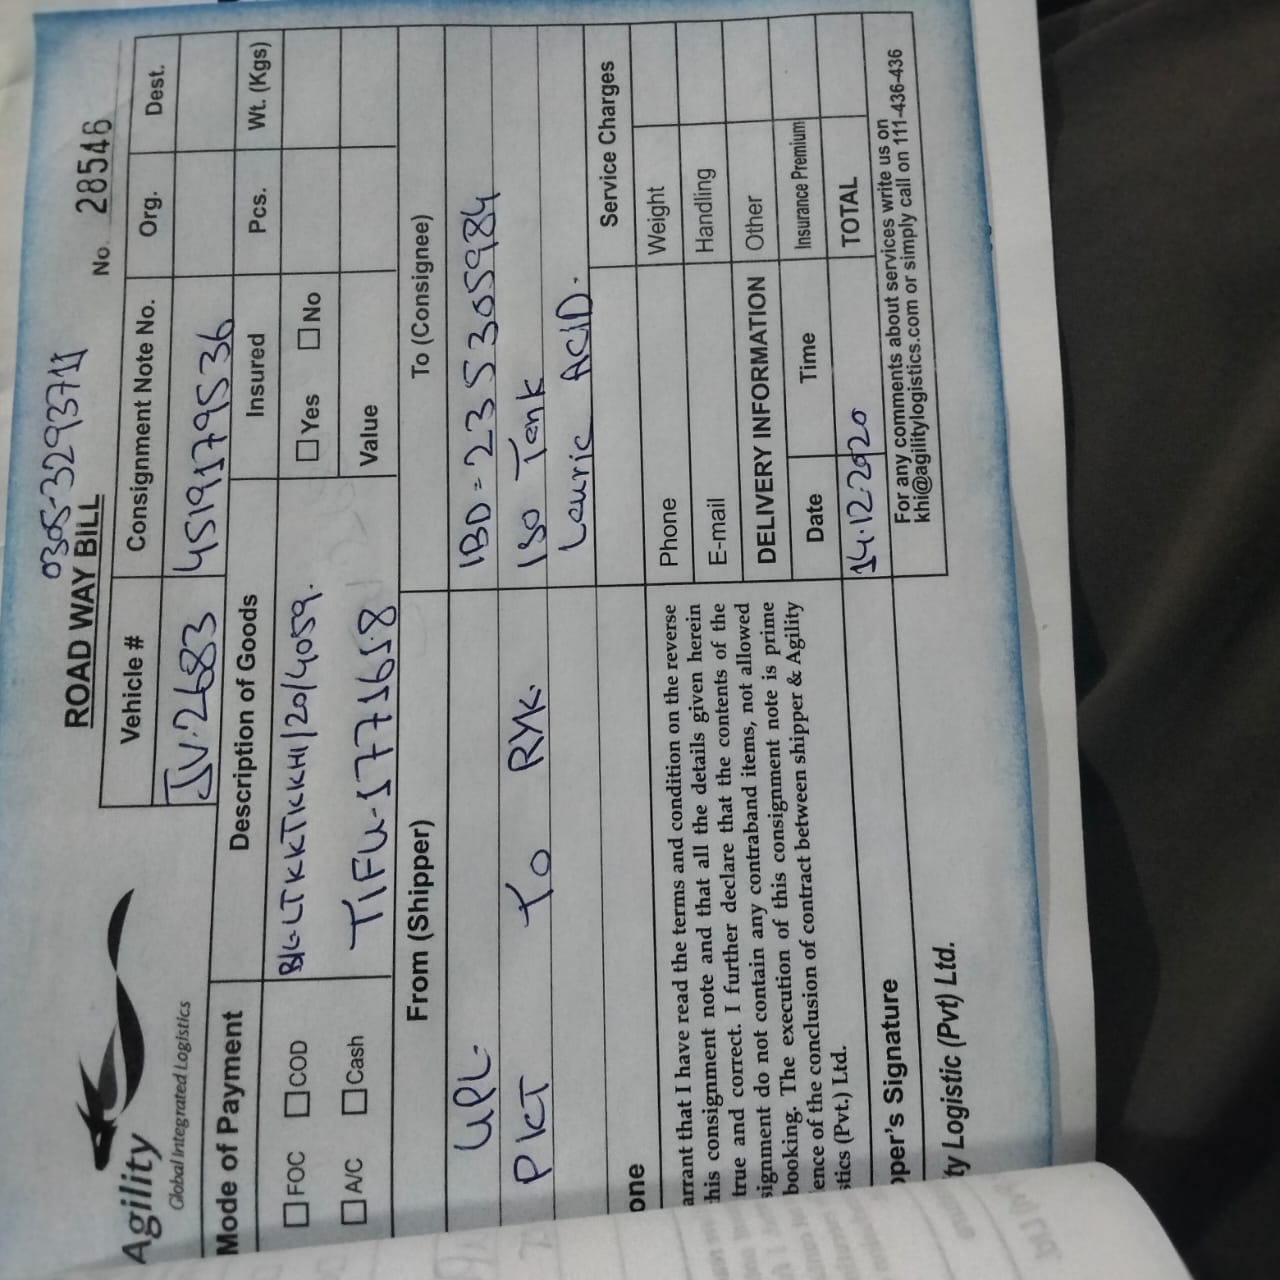 0305-3293711
ROAD WAY BILL
No. 28546
Agility
Global Integrated Logistics
Vehicle # Consignment Note No. Org. Dest.
JV.2683 4519179536
Mode of Payment Description of Goods Insured Pcs. Wt. (Kgs)
FOC COD B/L-LTKKTKKHI/20/4059. Yes No
A/C Cash TIFU-1771618 Value
From (Shipper) To (Consignee)
UPL IBD = 235305984
PICT To RYK. ISO Tank
Lauric ACID.
one Service Charges
Phone Weight
E-mail Handling
arrant that I have read the terms and condition on the reverse
this consignment note and that all the details given herein
true and correct. I further declare that the contents of the
signment do not contain any contraband items, not allowed
booking. The execution of this consignment note is prime
ence of the conclusion of contract between shipper & Agility
stics (Pvt.) Ltd.
DELIVERY INFORMATION Other
Date Time Insurance Premium
14.12.2020 TOTAL
pper's Signature
For any comments about services write us on
khi@agilitylogistics.com or simply call on 111-436-436
ty Logistic (Pvt) Ltd.